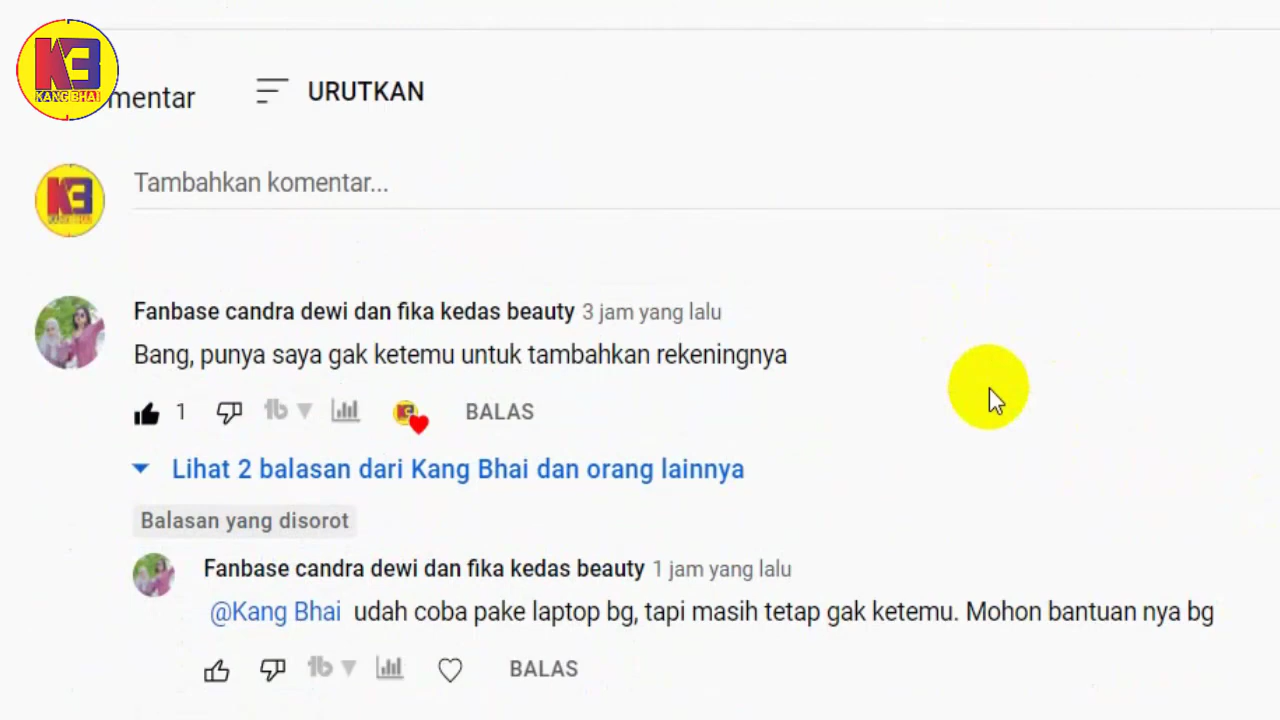 K3
KANG BHAI
mentar
URUTKAN
Tambahkan komentar...
Fanbase candra dewi dan fika kedas beauty 3 jam yang lalu
Bang, punya saya gak ketemu untuk tambahkan rekeningnya
1
BALAS
Lihat 2 balasan dari Kang Bhai dan orang lainnya
Balasan yang disorot
Fanbase candra dewi dan fika kedas beauty 1 jam yang lalu
@Kang Bhai udah coba pake laptop bg, tapi masih tetap gak ketemu. Mohon bantuan nya bg
BALAS